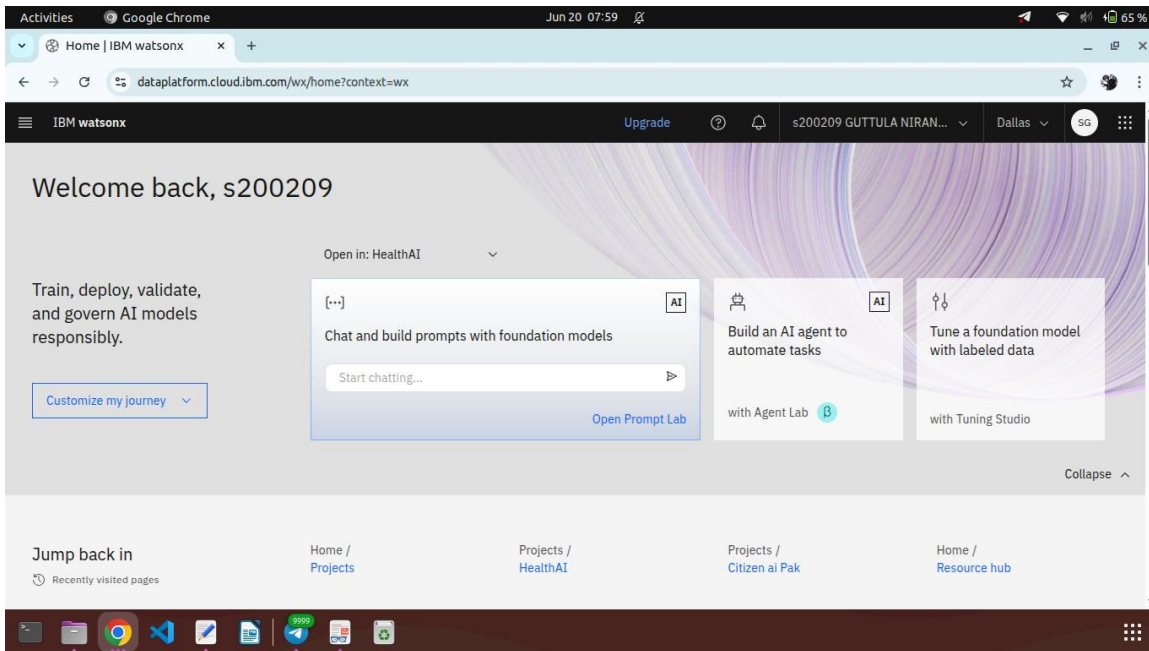 Activities Google Chrome Jun 20 07:59 65 %
Home | IBM watsonx
dataplatform.cloud.ibm.com/wx/home?context=wx
IBM watsonx Upgrade s200209 GUTTULA NIRAN... Dallas SG
Welcome back, s200209
Open in: HealthAI
Train, deploy, validate,
and govern AI models
responsibly.
Customize my journey
[...] AI
Chat and build prompts with foundation models
Start chatting...
Open Prompt Lab
AI
Build an AI agent to
automate tasks
with Agent Lab β
Tune a foundation model
with labeled data
with Tuning Studio
Collapse
Jump back in
Recently visited pages
Home /
Projects
Projects /
HealthAI
Projects /
Citizen ai Pak
Home /
Resource hub
9999